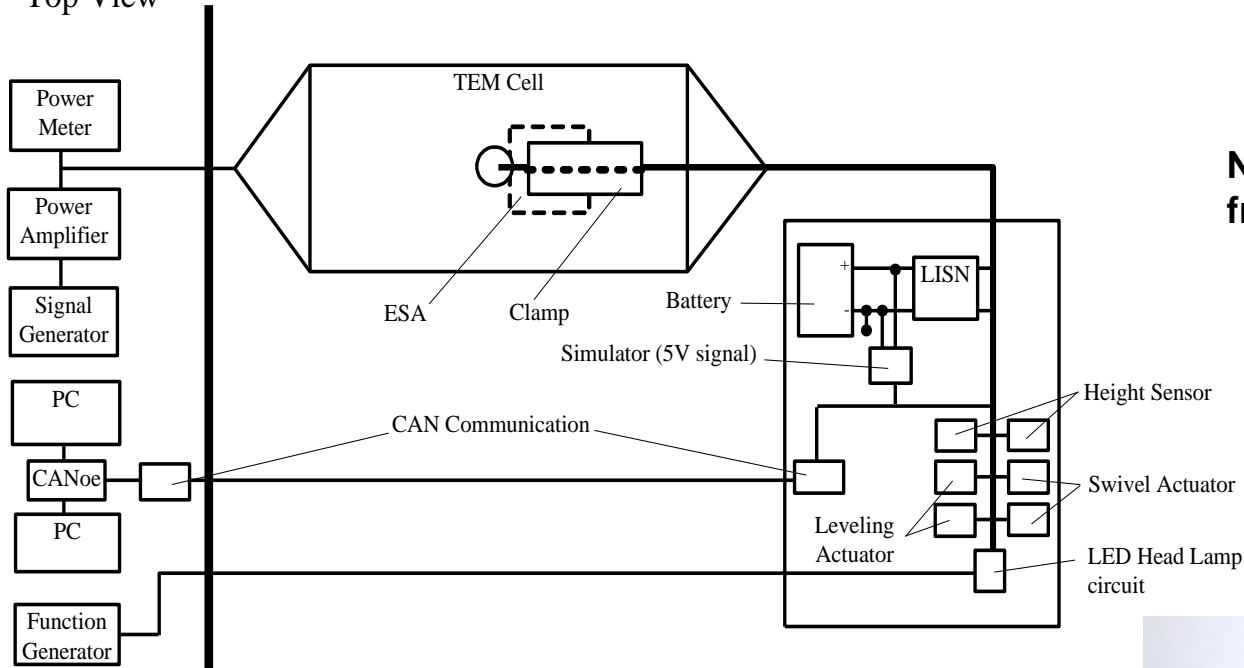 Top View
Power
Meter
TEM Cell
Power
Amplifier
Signal
Generator
ESA
Clamp
Battery
+
-
LISN
Simulator (5V signal)
PC
CANoe
PC
CAN Communication
Height Sensor
Swivel Actuator
Leveling
Actuator
LED Head Lamp
circuit
Function
Generator